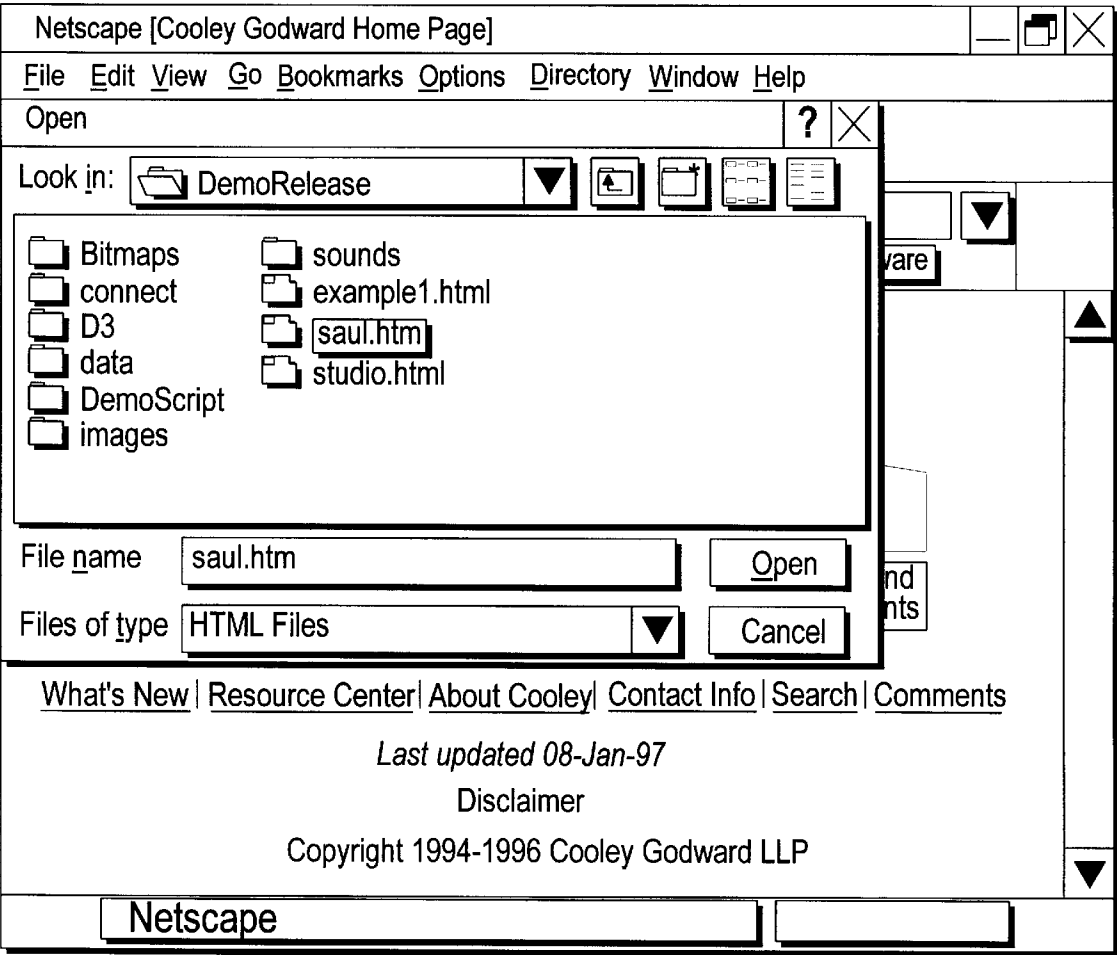 Netscape [Cooley Godward Home Page]
File Edit View Go Bookmarks Options Directory Window Help
Open ?
Look in: DemoRelease
Bitmaps
connect
D3
data
DemoScript
images
sounds
example1.html
saul.htm
studio.html
ware
File name saul.htm Open
nd
nts
Files of type HTML Files Cancel
What's New | Resource Center | About Cooley | Contact Info | Search | Comments
Last updated 08-Jan-97
Disclaimer
Copyright 1994-1996 Cooley Godward LLP
Netscape